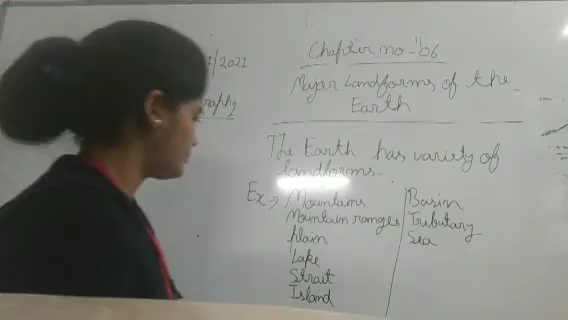 /2021
Chapter no-06
Major Landforms of the
Earth
raphy
The Earth has variety of
landforms.
Ex→ Mountains
Mountain ranges
plain
Lake
Strait
Island
Basin
Tributary
Sea